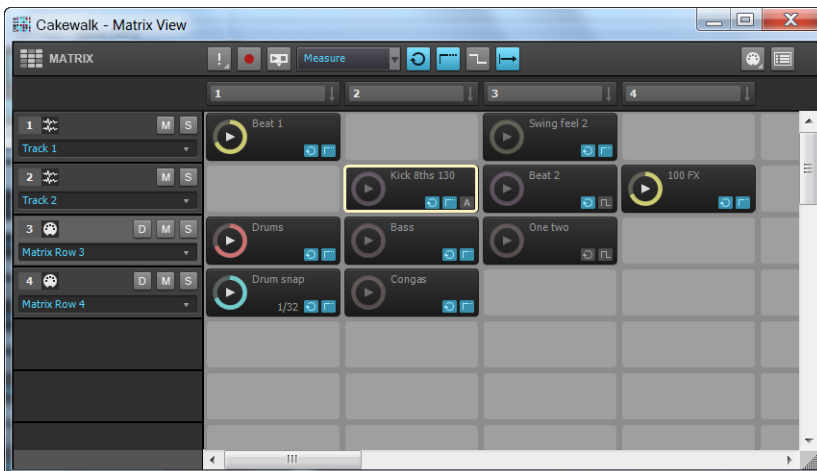 Cakewalk - Matrix View
MATRIX
Measure
1 2 3 4
1 M S
Beat 1
Swing feel 2
Track 1
2 M S
Kick 8ths 130
Beat 2
100 FX
Track 2
A
3 D M S
Drums
Bass
One two
Matrix Row 3
4 D M S
Drum snap
Congas
Matrix Row 4
1/32